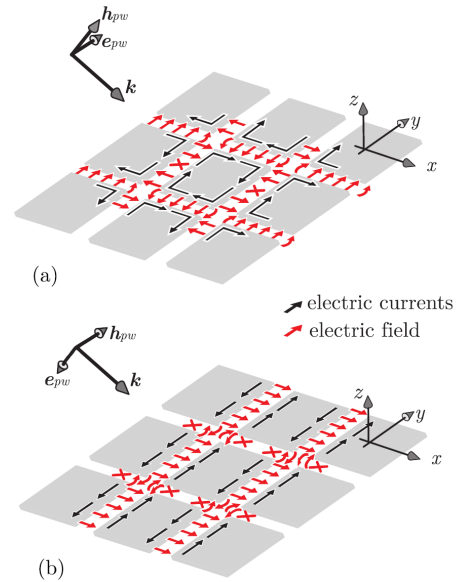 h_pw
e_pw
k
z
y
x
(a)
electric currents
electric field
h_pw
e_pw
k
z
y
x
(b)